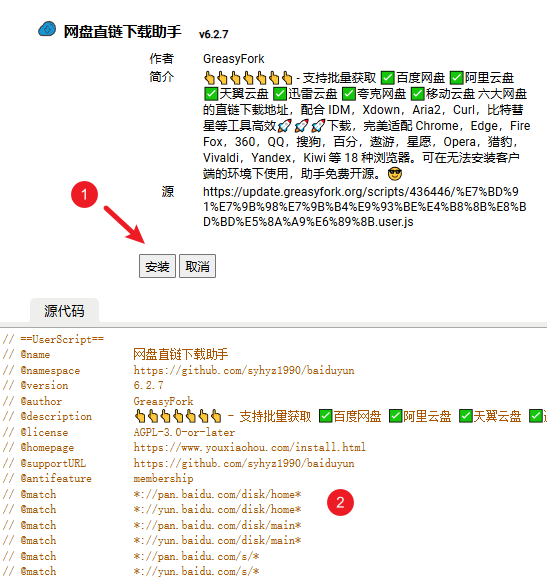 网盘直链下载助手 v6.2.7
作者 GreasyFork
简介 👆👆👆👆👆👆👆 - 支持批量获取 ✅百度网盘 ✅阿里云盘
✅天翼云盘 ✅迅雷云盘 ✅夸克网盘 ✅移动云盘 六大网盘
的直链下载地址，配合 IDM，Xdown，Aria2，Curl，比特彗
星等工具高效🚀🚀🚀下载，完美适配 Chrome，Edge，Fire
Fox，360，QQ，搜狗，百分，遨游，星愿，Opera，猎豹，
Vivaldi，Yandex，Kiwi 等 18 种浏览器。可在无法安装客户
端的环境下使用，助手免费开源。😎
源 https://update.greasyfork.org/scripts/436446/%E7%BD%9
1%E7%9B%98%E7%9B%B4%E9%93%BE%E4%B8%8B%E8%B
D%BD%E5%8A%A9%E6%89%8B.user.js
1
安装 取消
源代码
// ==UserScript==
// @name 网盘直链下载助手
// @namespace https://github.com/syhyz1990/baiduyun
// @version 6.2.7
// @author GreasyFork
// @description 👆👆👆👆👆👆👆 - 支持批量获取 ✅百度网盘 ✅阿里云盘 ✅天翼云盘 ✅
// @license AGPL-3.0-or-later
// @homepage https://www.youxiaohou.com/install.html
// @supportURL https://github.com/syhyz1990/baiduyun
// @antifeature membership
// @match *://pan.baidu.com/disk/home*
2
// @match *://yun.baidu.com/disk/home*
// @match *://pan.baidu.com/disk/main*
// @match *://yun.baidu.com/disk/main*
// @match *://pan.baidu.com/s/*
// @match *://yun.baidu.com/s/*